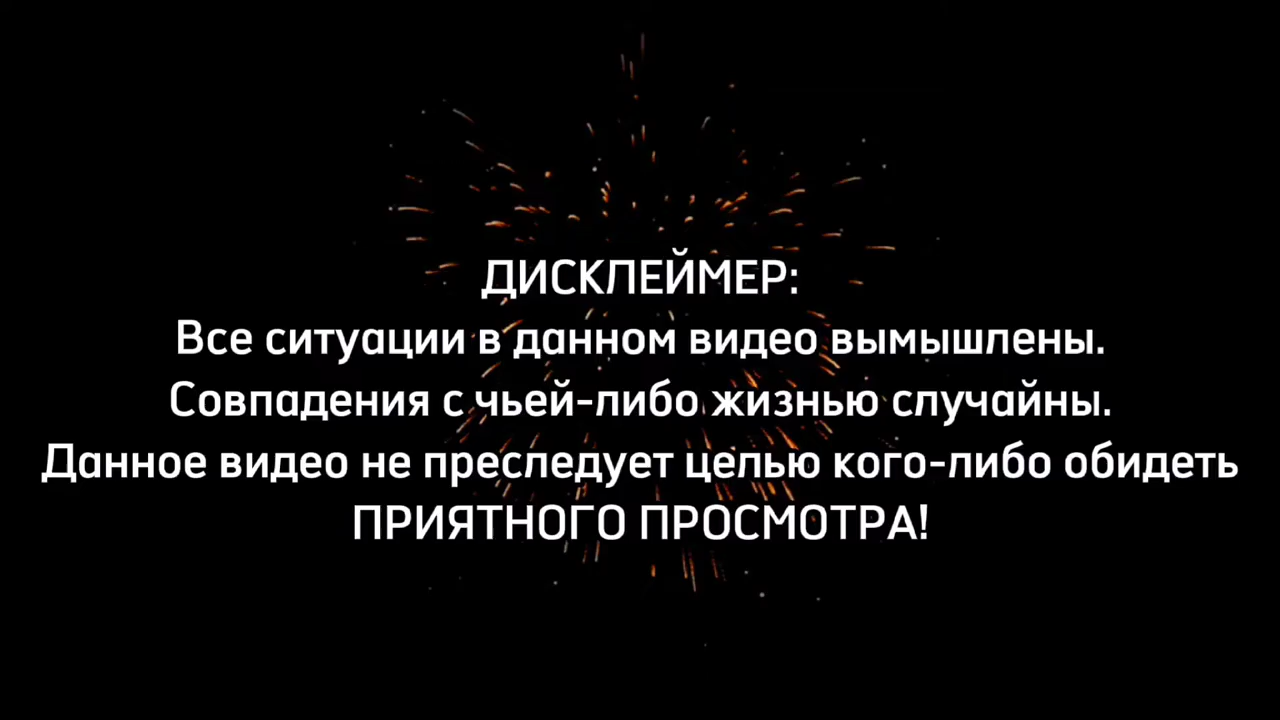 ДИСКЛЕЙМЕР:
Все ситуации в данном видео вымышлены.
Совпадения с чьей-либо жизнью случайны.
Данное видео не преследует целью кого-либо обидеть
ПРИЯТНОГО ПРОСМОТРА!